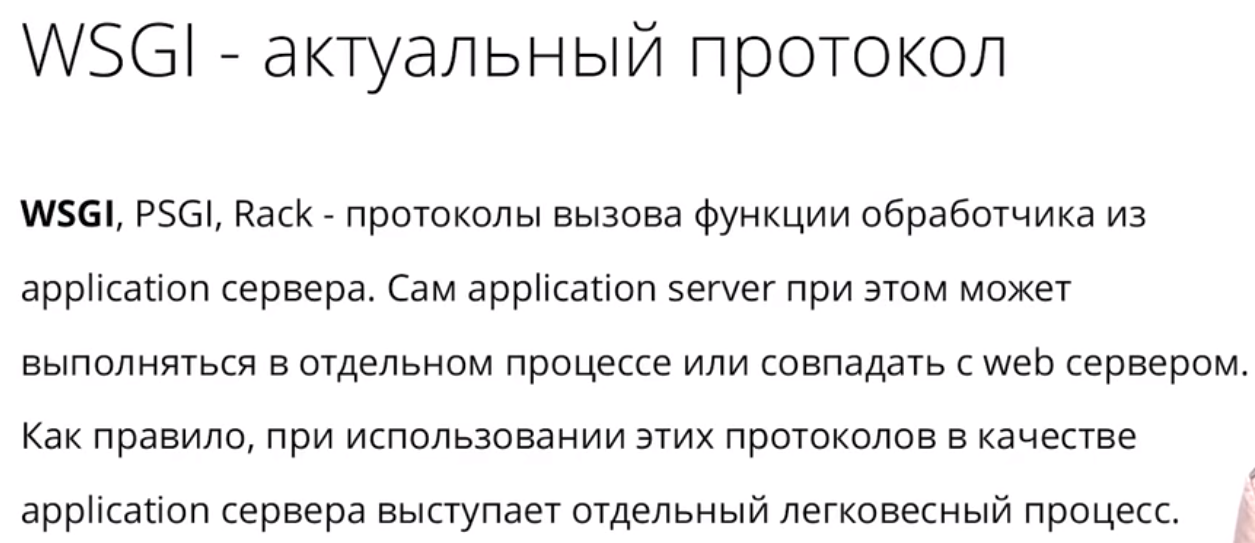 WSGI - актуальный протокол
WSGI, PSGI, Rack - протоколы вызова функции обработчика из
application сервера. Сам application server при этом может
выполняться в отдельном процессе или совпадать с web сервером.
Как правило, при использовании этих протоколов в качестве
application сервера выступает отдельный легковесный процесс.